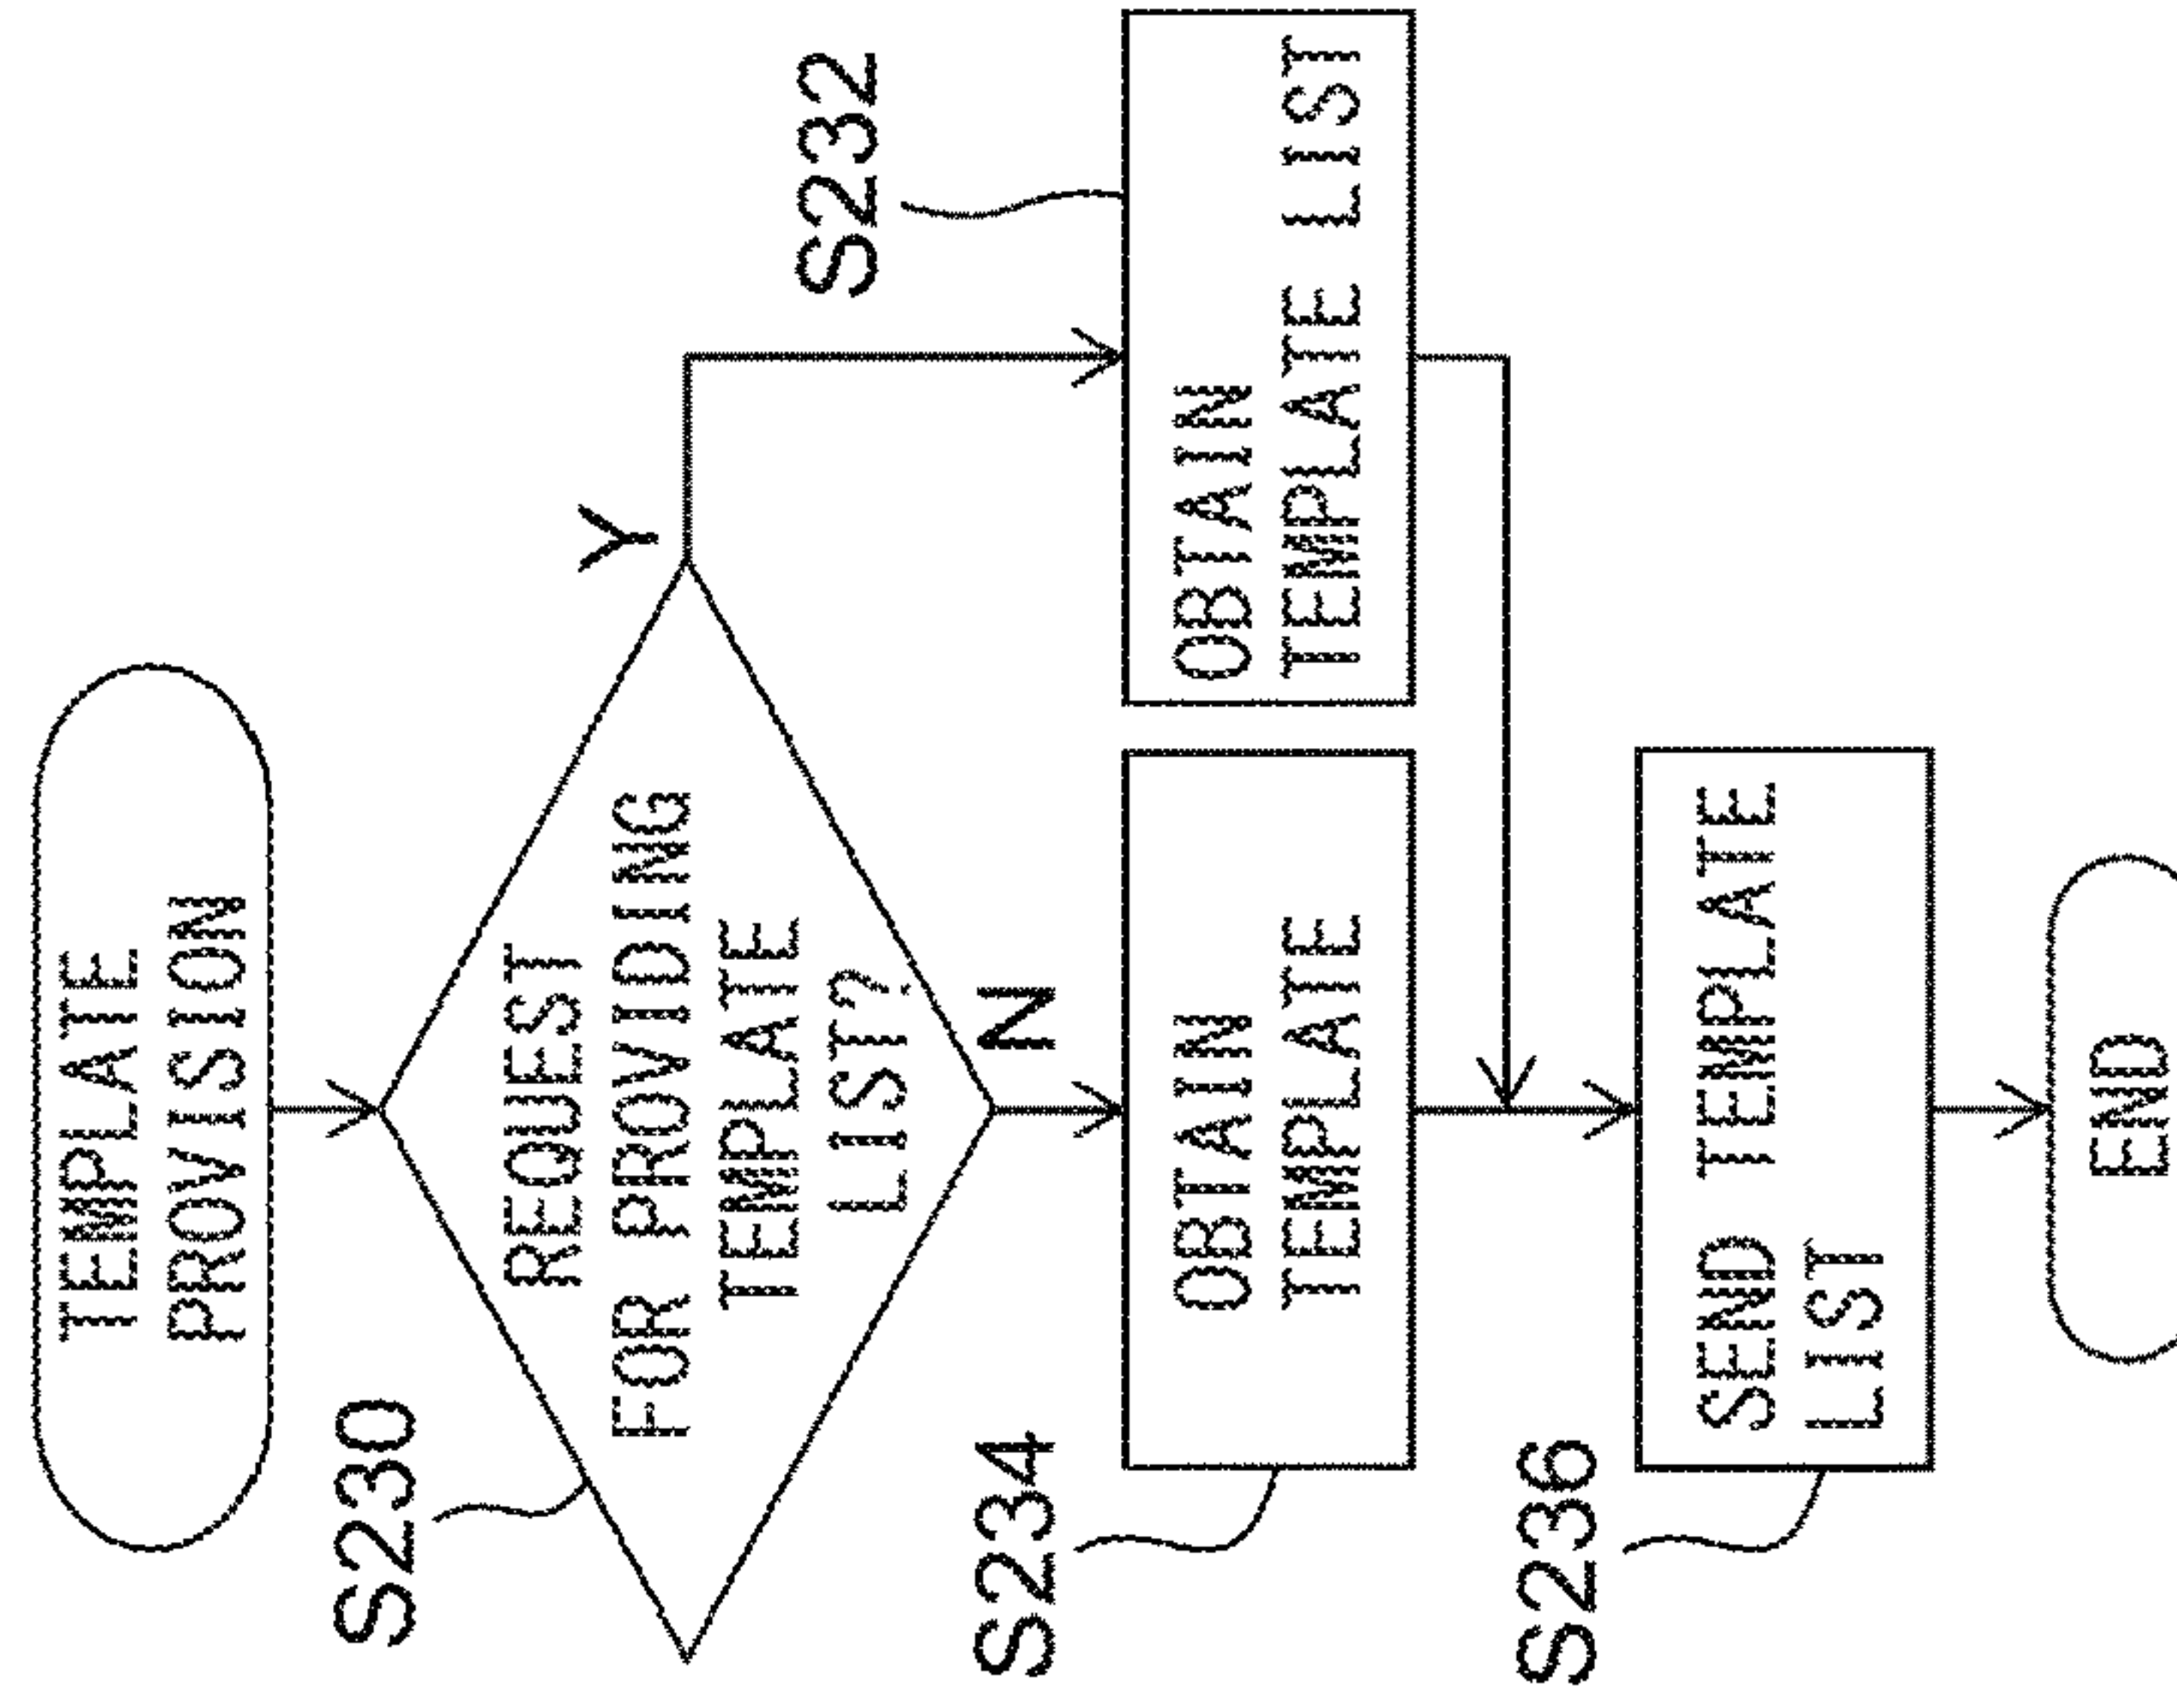 TEMPLATE
PROVISION
S230
REQUEST
FOR PROVIDING
TEMPLATE
LIST?
Y
N
S232
OBTAIN
TEMPLATE LIST
S234
OBTAIN
TEMPLATE
S236
SEND TEMPLATE
LIST
END